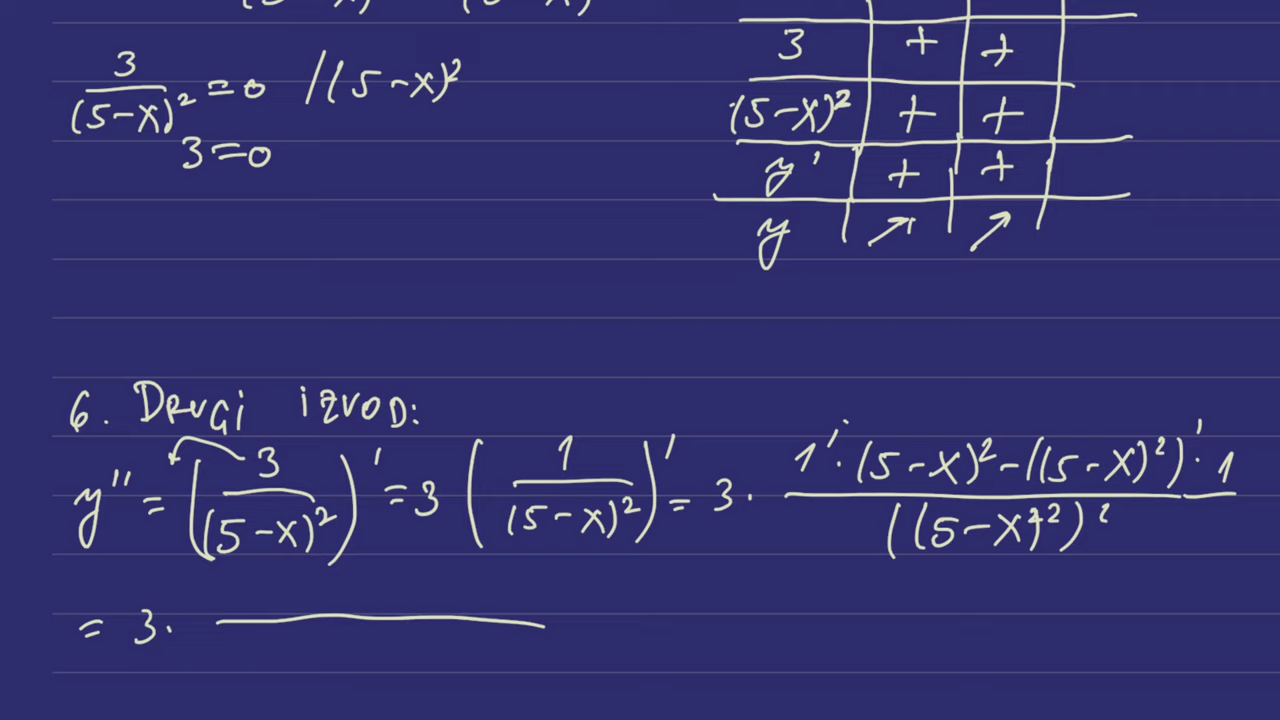 3/(5-x)² = 0 /(5-x)²
3=0
3 + +
(5-x)² + +
y' + +
y ↗ ↗
6. Drugi izvod:
y'' = (3/(5-x)²)' = 3 (1/(5-x)²)' = 3 · (1' · (5-x)² - ((5-x)²)' · 1)/((5-x)²)²
= 3 ·